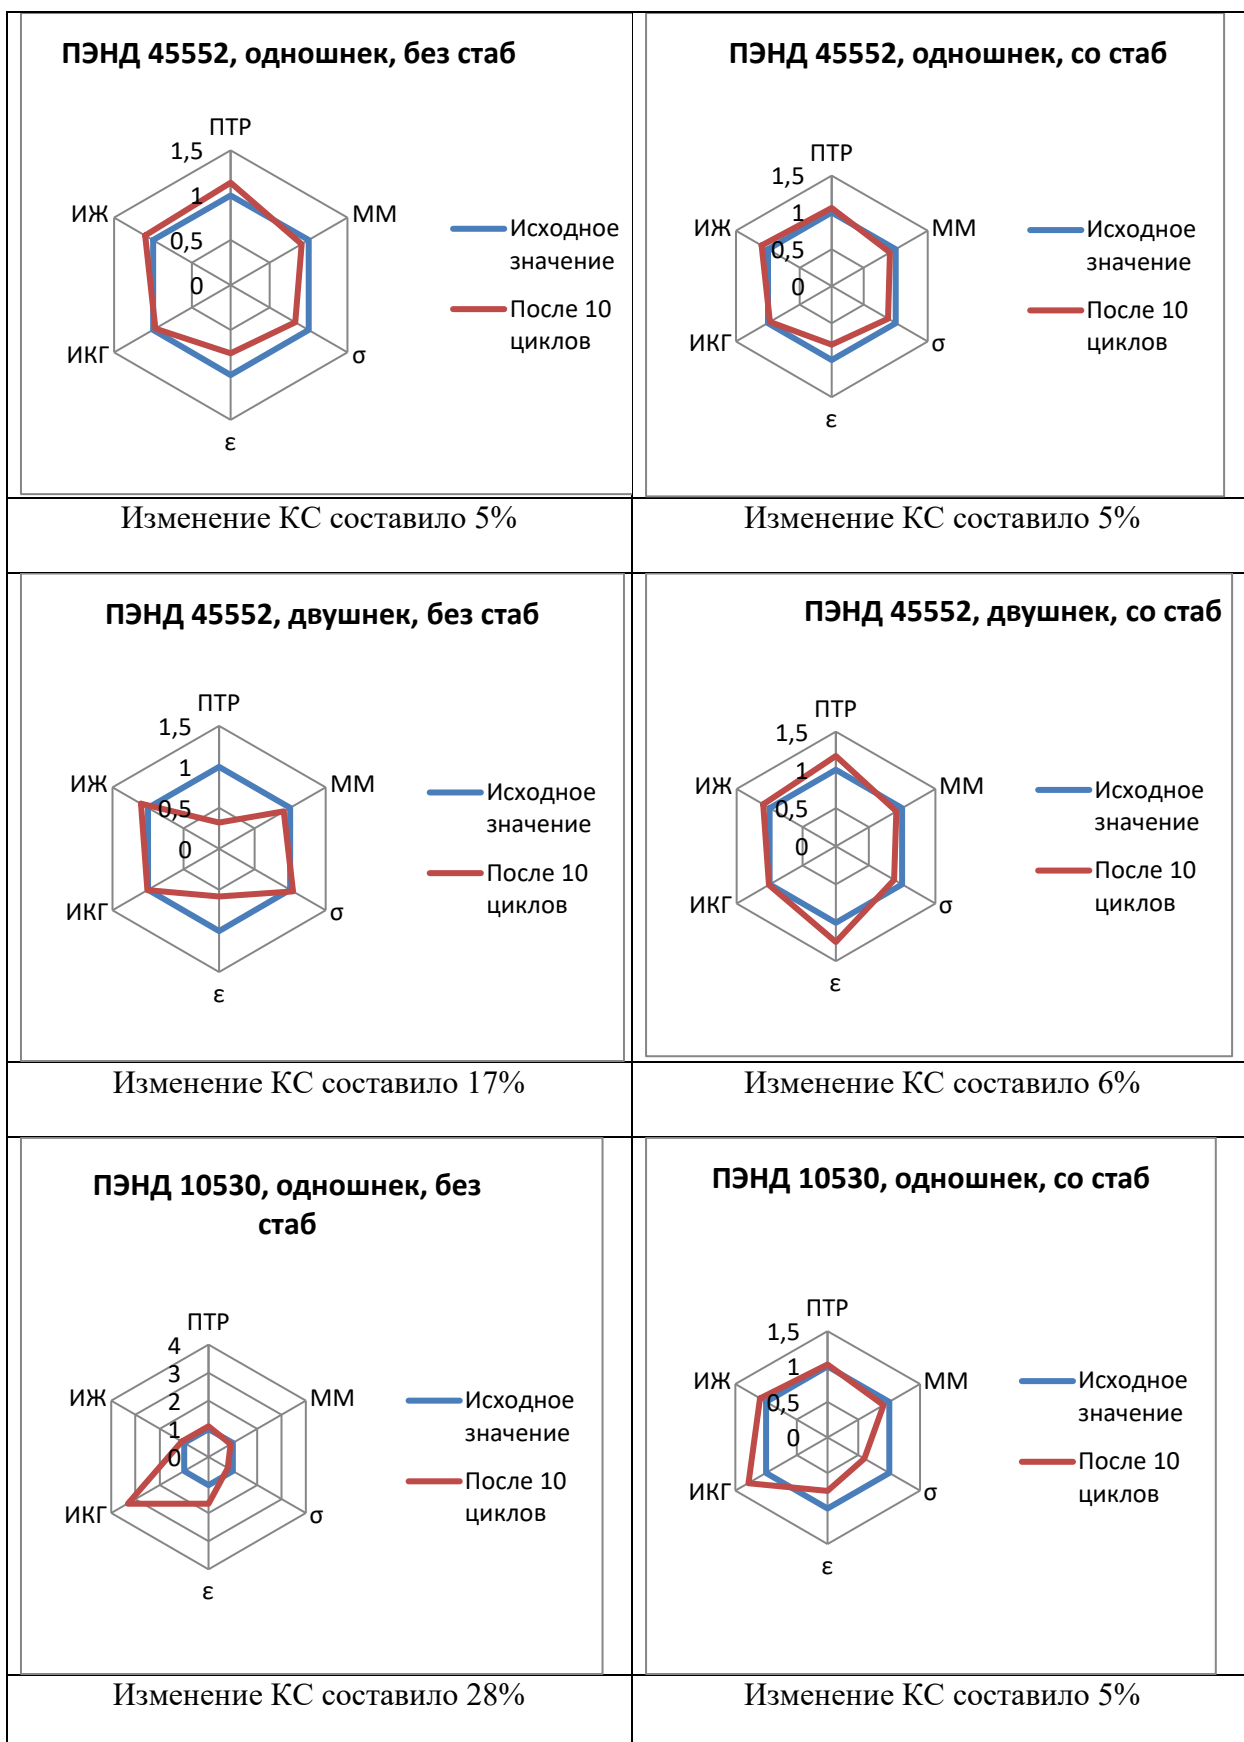 ПЭНД 45552, одношнек, без стаб
ПТР
1,5
1
0,5
0
ИЖ
ММ
ИКГ
σ
ε
Исходное
значение
После 10
циклов
Изменение КС составило 5%
ПЭНД 45552, одношнек, со стаб
ПТР
1,5
1
0,5
0
ИЖ
ММ
ИКГ
σ
ε
Исходное
значение
После 10
циклов
Изменение КС составило 5%
ПЭНД 45552, двушнек, без стаб
ПТР
1,5
1
0,5
0
ИЖ
ММ
ИКГ
σ
ε
Исходное
значение
После 10
циклов
Изменение КС составило 17%
ПЭНД 45552, двушнек, со стаб
ПТР
1,5
1
0,5
0
ИЖ
ММ
ИКГ
σ
ε
Исходное
значение
После 10
циклов
Изменение КС составило 6%
ПЭНД 10530, одношнек, без
стаб
ПТР
4
3
2
1
0
ИЖ
ММ
ИКГ
σ
ε
Исходное
значение
После 10
циклов
Изменение КС составило 28%
ПЭНД 10530, одношнек, со стаб
ПТР
1,5
1
0,5
0
ИЖ
ММ
ИКГ
σ
ε
Исходное
значение
После 10
циклов
Изменение КС составило 5%